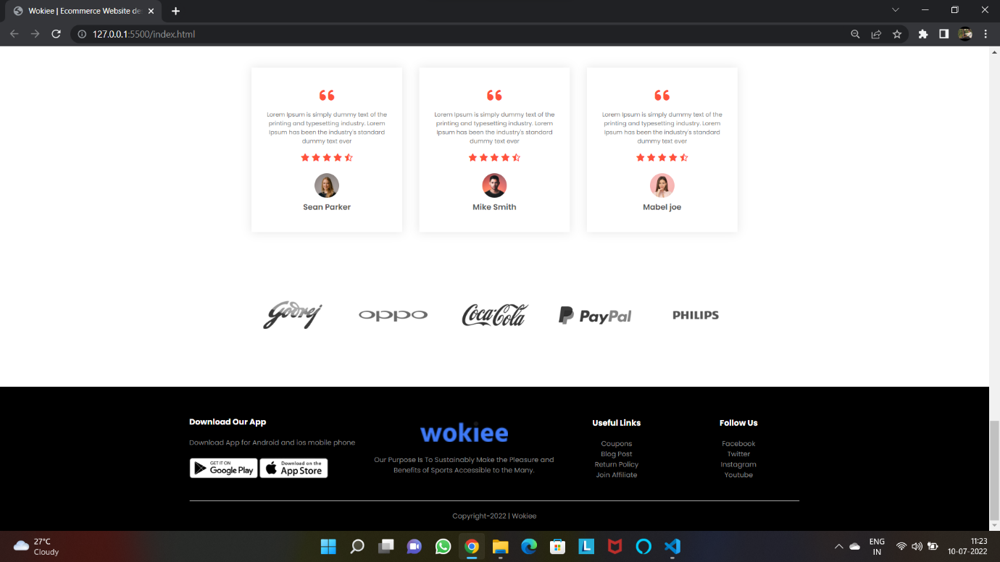 Wokiee | Ecommerce Website de
127.0.0.1:5500/index.html
Lorem Ipsum is simply dummy text of the
printing and typesetting industry. Lorem
Ipsum has been the industry's standard
dummy text ever
Sean Parker
Lorem Ipsum is simply dummy text of the
printing and typesetting industry. Lorem
Ipsum has been the industry's standard
dummy text ever
Mike Smith
Lorem Ipsum is simply dummy text of the
printing and typesetting industry. Lorem
Ipsum has been the industry's standard
dummy text ever
Mabel joe
Godrej
oppo
Coca-Cola
PayPal
PHILIPS
Download Our App
Download App for Android and ios mobile phone
GET IT ON
Google Play
Download on the
App Store
wokiee
Our Purpose Is To Sustainably Make the Pleasure and
Benefits of Sports Accessible to the Many.
Useful Links
Coupons
Blog Post
Return Policy
Join Affiliate
Follow Us
Facebook
Twitter
Instagram
Youtube
Copyright-2022 | Wokiee
27°C
Cloudy
L
ENG
IN
11:23
10-07-2022